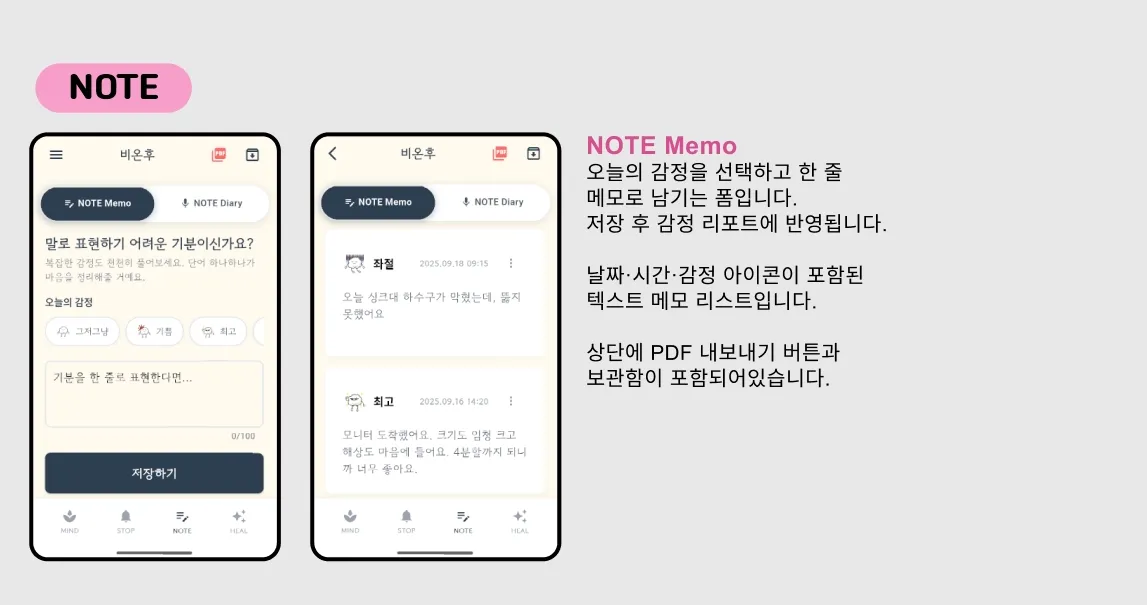 NOTE
비온후
PDF
NOTE Memo
NOTE Diary
말로 표현하기 어려운 기분이신가요?
복잡한 감정도 천천히 풀어보세요. 단어 하나하나가
마음을 정리해줄 거예요.
오늘의 감정
그저그냥
기쁨
최고
기분을 한 줄로 표현한다면...
0/100
저장하기
MIND
STOP
NOTE
HEAL
비온후
PDF
NOTE Memo
NOTE Diary
좌절
2025.09.18 09:15
오늘 싱크대 하수구가 막혔는데, 뚫지
못했어요
최고
2025.09.16 14:20
모니터 도착했어요. 크기도 엄청 크고
해상도 마음에 들어요. 4분할까지 되니
까 너무 좋아요.
MIND
STOP
NOTE
HEAL
NOTE Memo
오늘의 감정을 선택하고 한 줄
메모로 남기는 폼입니다.
저장 후 감정 리포트에 반영됩니다.
날짜·시간·감정 아이콘이 포함된
텍스트 메모 리스트입니다.
상단에 PDF 내보내기 버튼과
보관함이 포함되어있습니다.